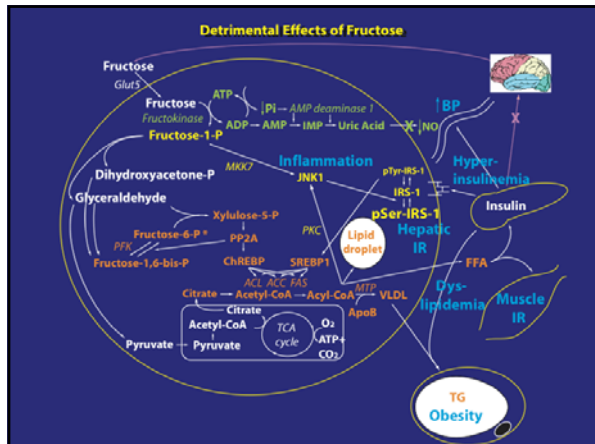 Detrimental Effects of Fructose
Fructose
Glut5
Fructose
Fructokinase
Fructose-1-P
ATP
ADP
Pi
AMP deaminase 1
AMP
IMP
Uric Acid
X
NO
BP
X
MKK7
Inflammation
JNK1
pTyr-IRS-1
IRS-1
pSer-IRS-1
Hyper-
insulinemia
Insulin
Dihydroxyacetone-P
Glyceraldehyde
Xylulose-5-P
Fructose-6-P *
PFK
PP2A
PKC
Lipid
droplet
Hepatic
IR
Fructose-1,6-bis-P
ChREBP
SREBP1
FFA
ACL ACC FAS
MTP
Citrate
Acetyl-CoA
Acyl-CoA
VLDL
ApoB
Dys-
lipidemia
Muscle
IR
Citrate
Acetyl-CoA
TCA
cycle
O2
ATP+
CO2
Pyruvate
Pyruvate
TG
Obesity